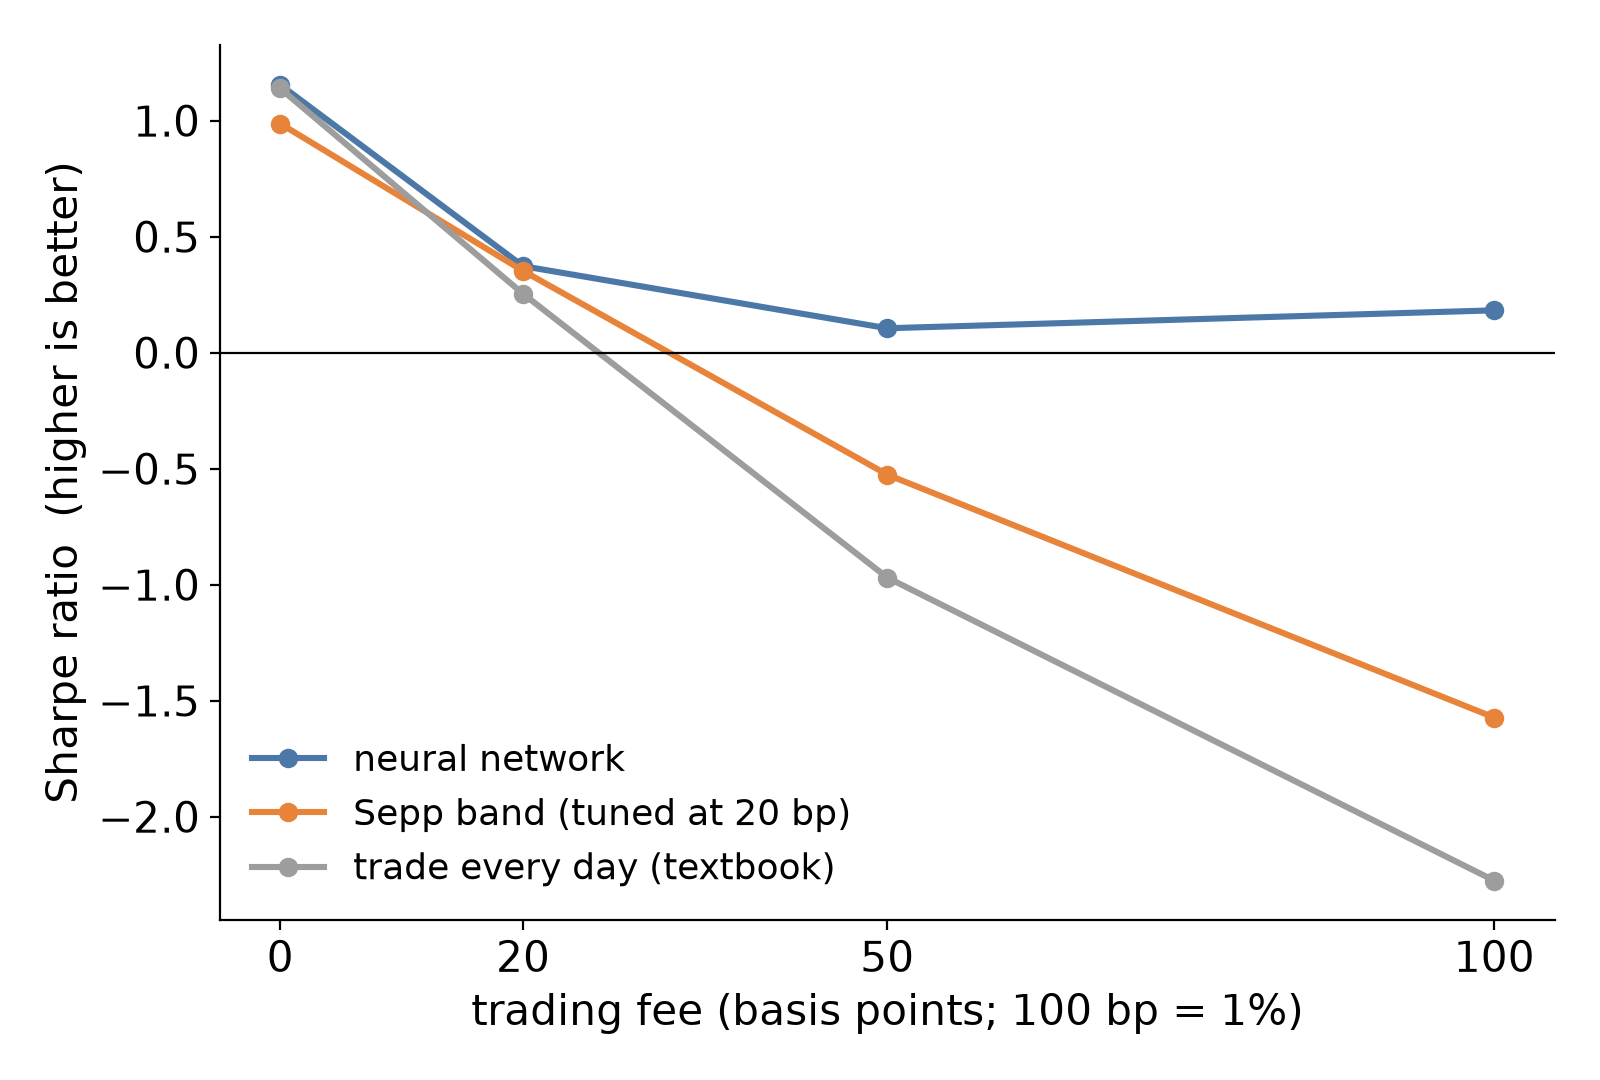 Sharpe ratio  (higher is better)
1.0
0.5
0.0
−0.5
−1.0
−1.5
−2.0
neural network
Sepp band (tuned at 20 bp)
trade every day (textbook)
0 20 50 100
trading fee (basis points; 100 bp = 1%)